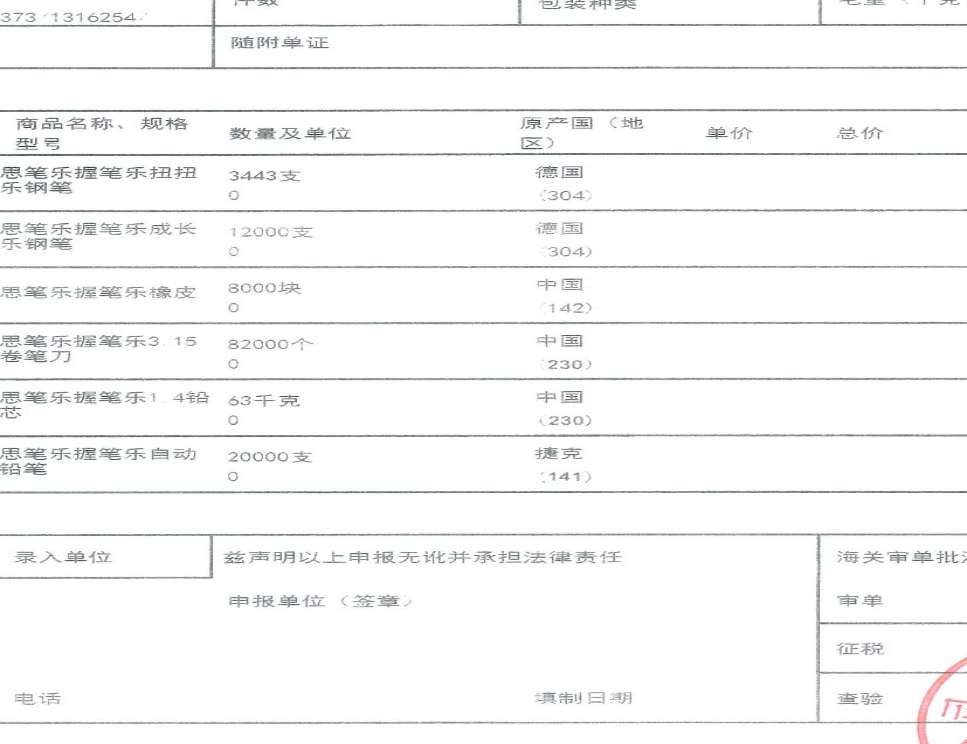 件数
包装种类
373 1316254
随附单证
商品名称、规格
型号
数量及单位
原产国（地
区）
单价
总价
思笔乐握笔乐扭扭
乐钢笔
3443支
0
德国
(304)
思笔乐握笔乐成长
乐钢笔
12000支
0
德国
(304)
思笔乐握笔乐橡皮
8000块
0
中国
(142)
思笔乐握笔乐3.15
卷笔刀
82000个
0
中国
(230)
思笔乐握笔乐1.4铅
芯
63千克
0
中国
(230)
思笔乐握笔乐自动
铅笔
20000支
0
捷克
(141)
录入单位
兹声明以上申报无讹并承担法律责任
海关审单批
申报单位（签章）
审单
征税
电话
填制日期
查验